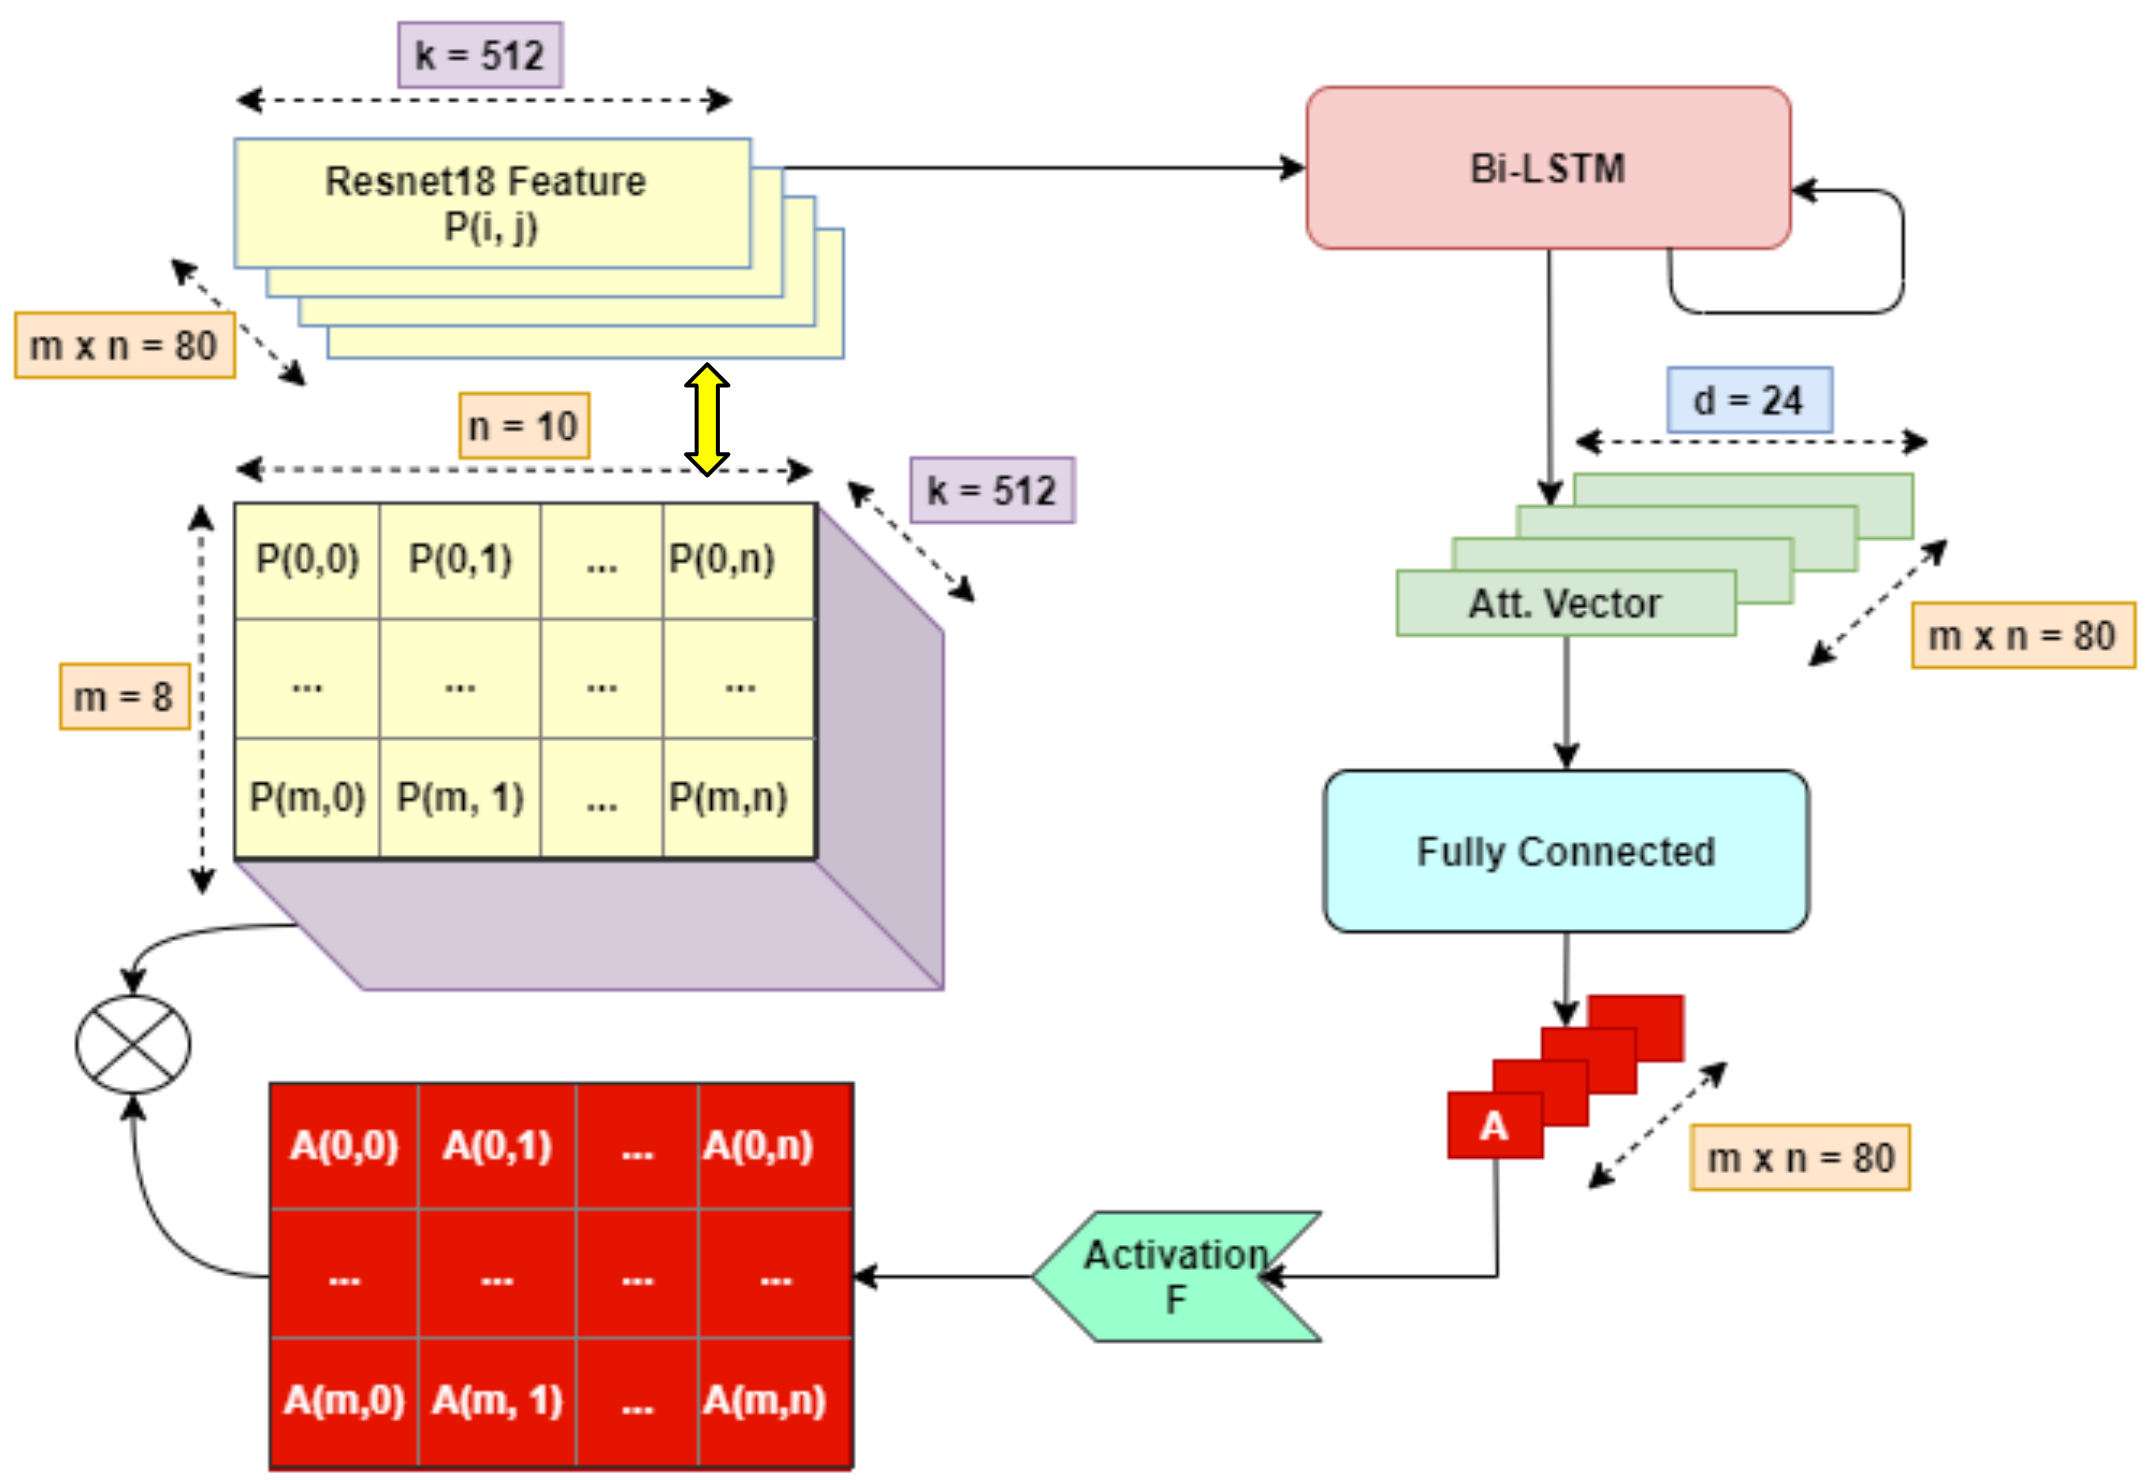 k = 512
Resnet18 Feature
P(i, j)
Bi-LSTM
m x n = 80
n = 10
k = 512
d = 24
P(0,0) P(0,1) ... P(0,n)
... ... ... ...
P(m,0) P(m, 1) ... P(m,n)
m = 8
Att. Vector
m x n = 80
Fully Connected
A
m x n = 80
Activation
F
A(0,0) A(0,1) ... A(0,n)
... ... ... ...
A(m,0) A(m, 1) ... A(m,n)